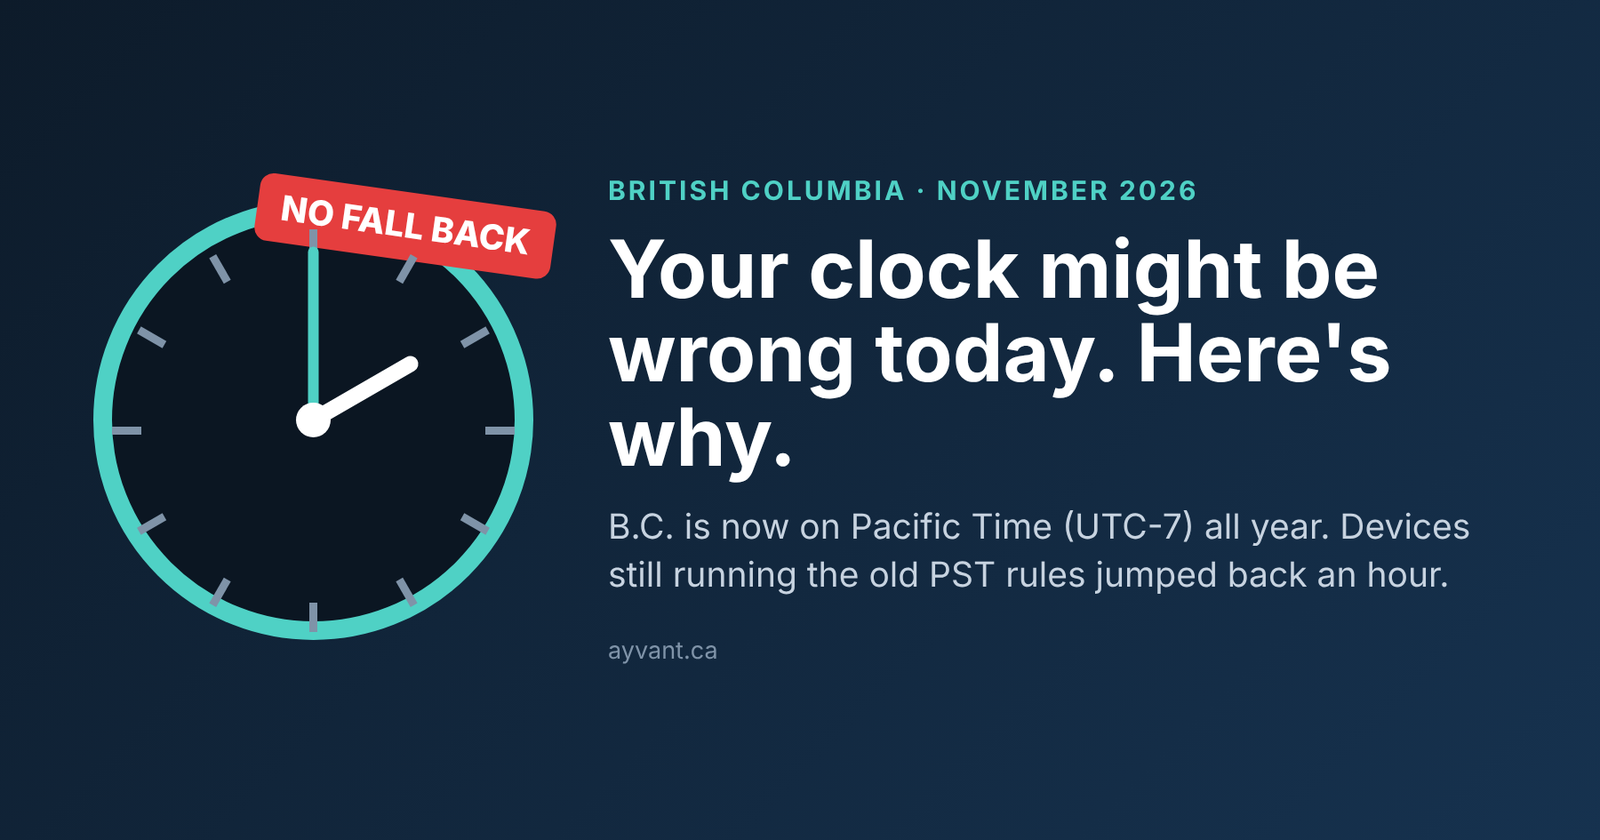 NO FALL BACK
BRITISH COLUMBIA · NOVEMBER 2026
Your clock might be
wrong today. Here's
why.
B.C. is now on Pacific Time (UTC-7) all year. Devices
still running the old PST rules jumped back an hour.
ayvant.ca